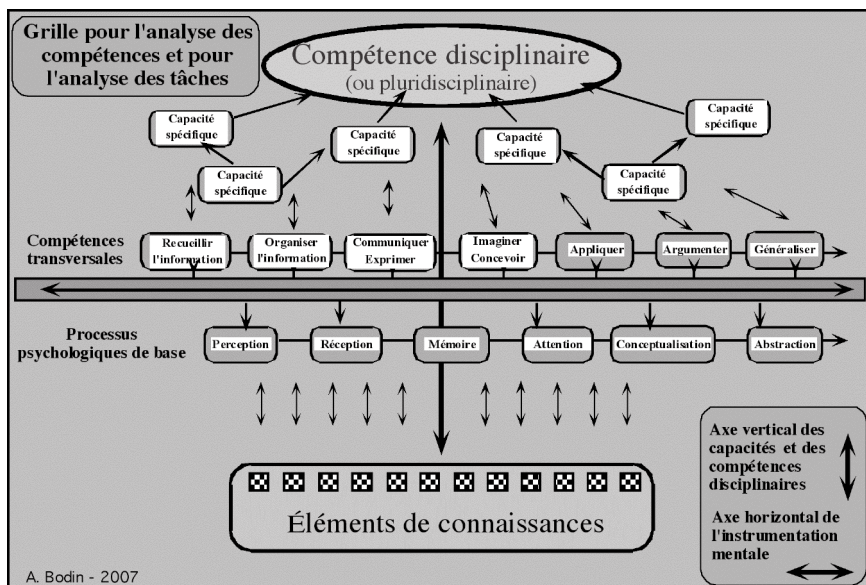 Grille pour l'analyse des
compétences et pour
l'analyse des tâches
Compétence disciplinaire
(ou pluridisciplinaire)
Capacité
spécifique
Capacité
spécifique
Capacité
spécifique
Capacité
spécifique
Capacité
spécifique
Capacité
spécifique
Compétences
transversales
Recueillir
l'information
Organiser
l'information
Communiquer
Exprimer
Imaginer
Concevoir
Appliquer
Argumenter
Généraliser
Processus
psychologiques de base
Perception
Réception
Mémoire
Attention
Conceptualisation
Abstraction
Éléments de connaissances
Axe vertical des
capacités et des
compétences
disciplinaires
Axe horizontal de
l'instrumentation
mentale
A. Bodin - 2007